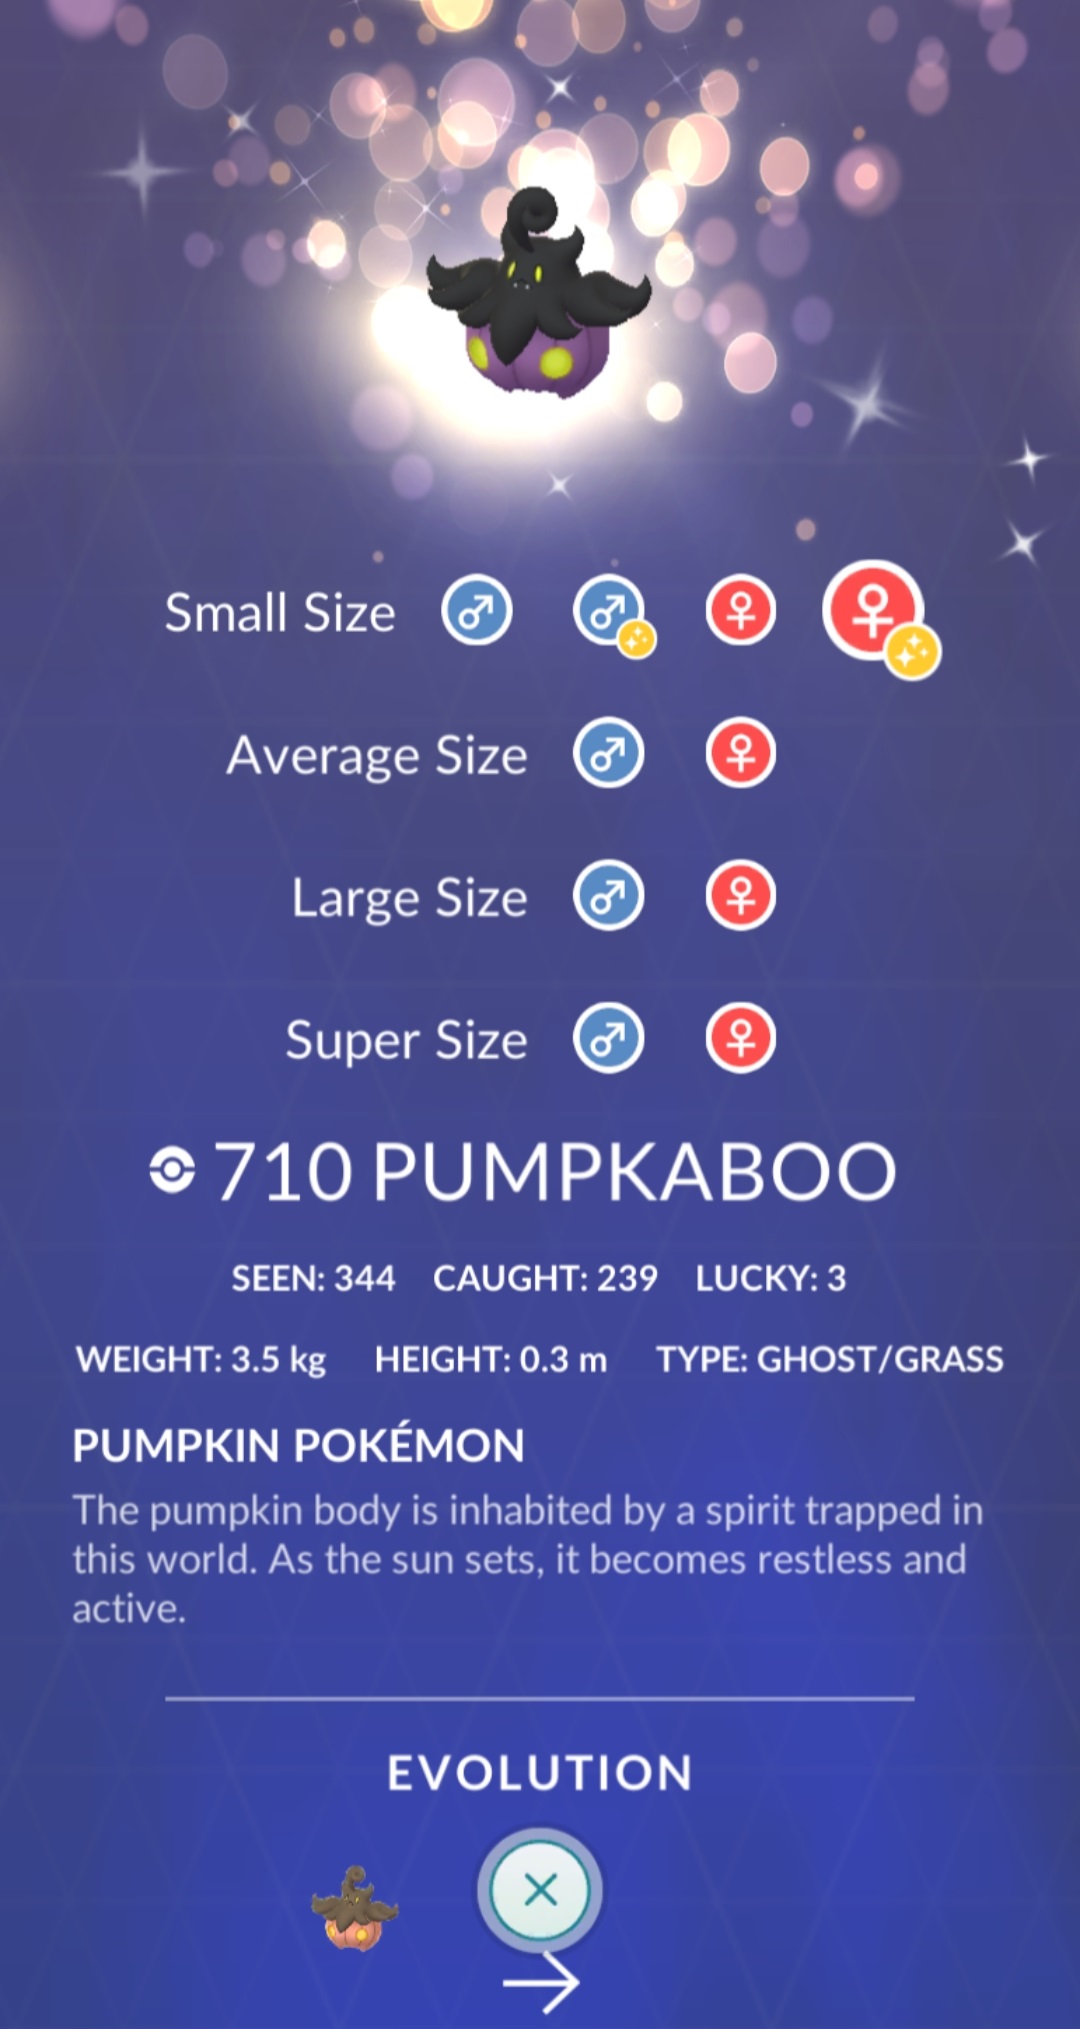 Small Size
Average Size
Large Size
Super Size
710 PUMPKABOO
SEEN: 344 CAUGHT: 239 LUCKY: 3
WEIGHT: 3.5 kg HEIGHT: 0.3 m TYPE: GHOST/GRASS
PUMPKIN POKÉMON
The pumpkin body is inhabited by a spirit trapped in
this world. As the sun sets, it becomes restless and
active.
EVOLUTION